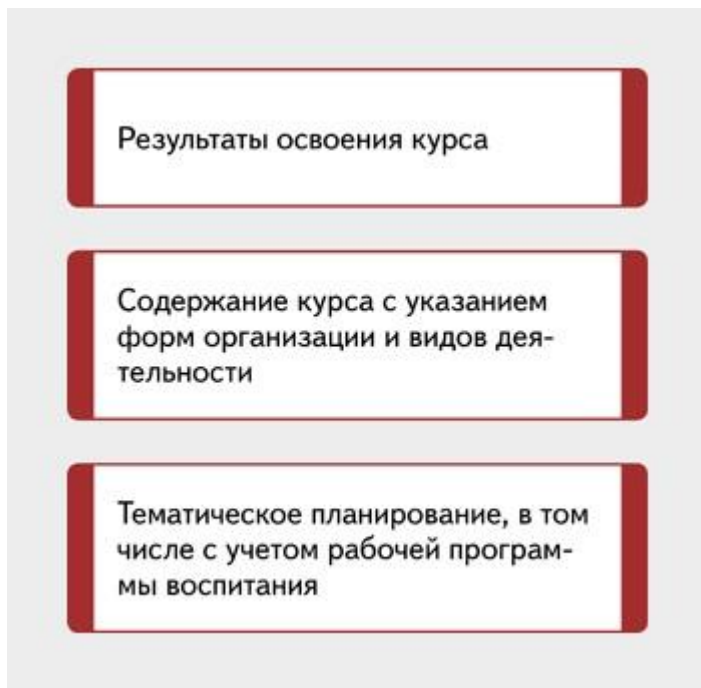 Результаты освоения курса
Содержание курса с указанием
форм организации и видов дея-
тельности
Тематическое планирование, в том
числе с учетом рабочей програм-
мы воспитания